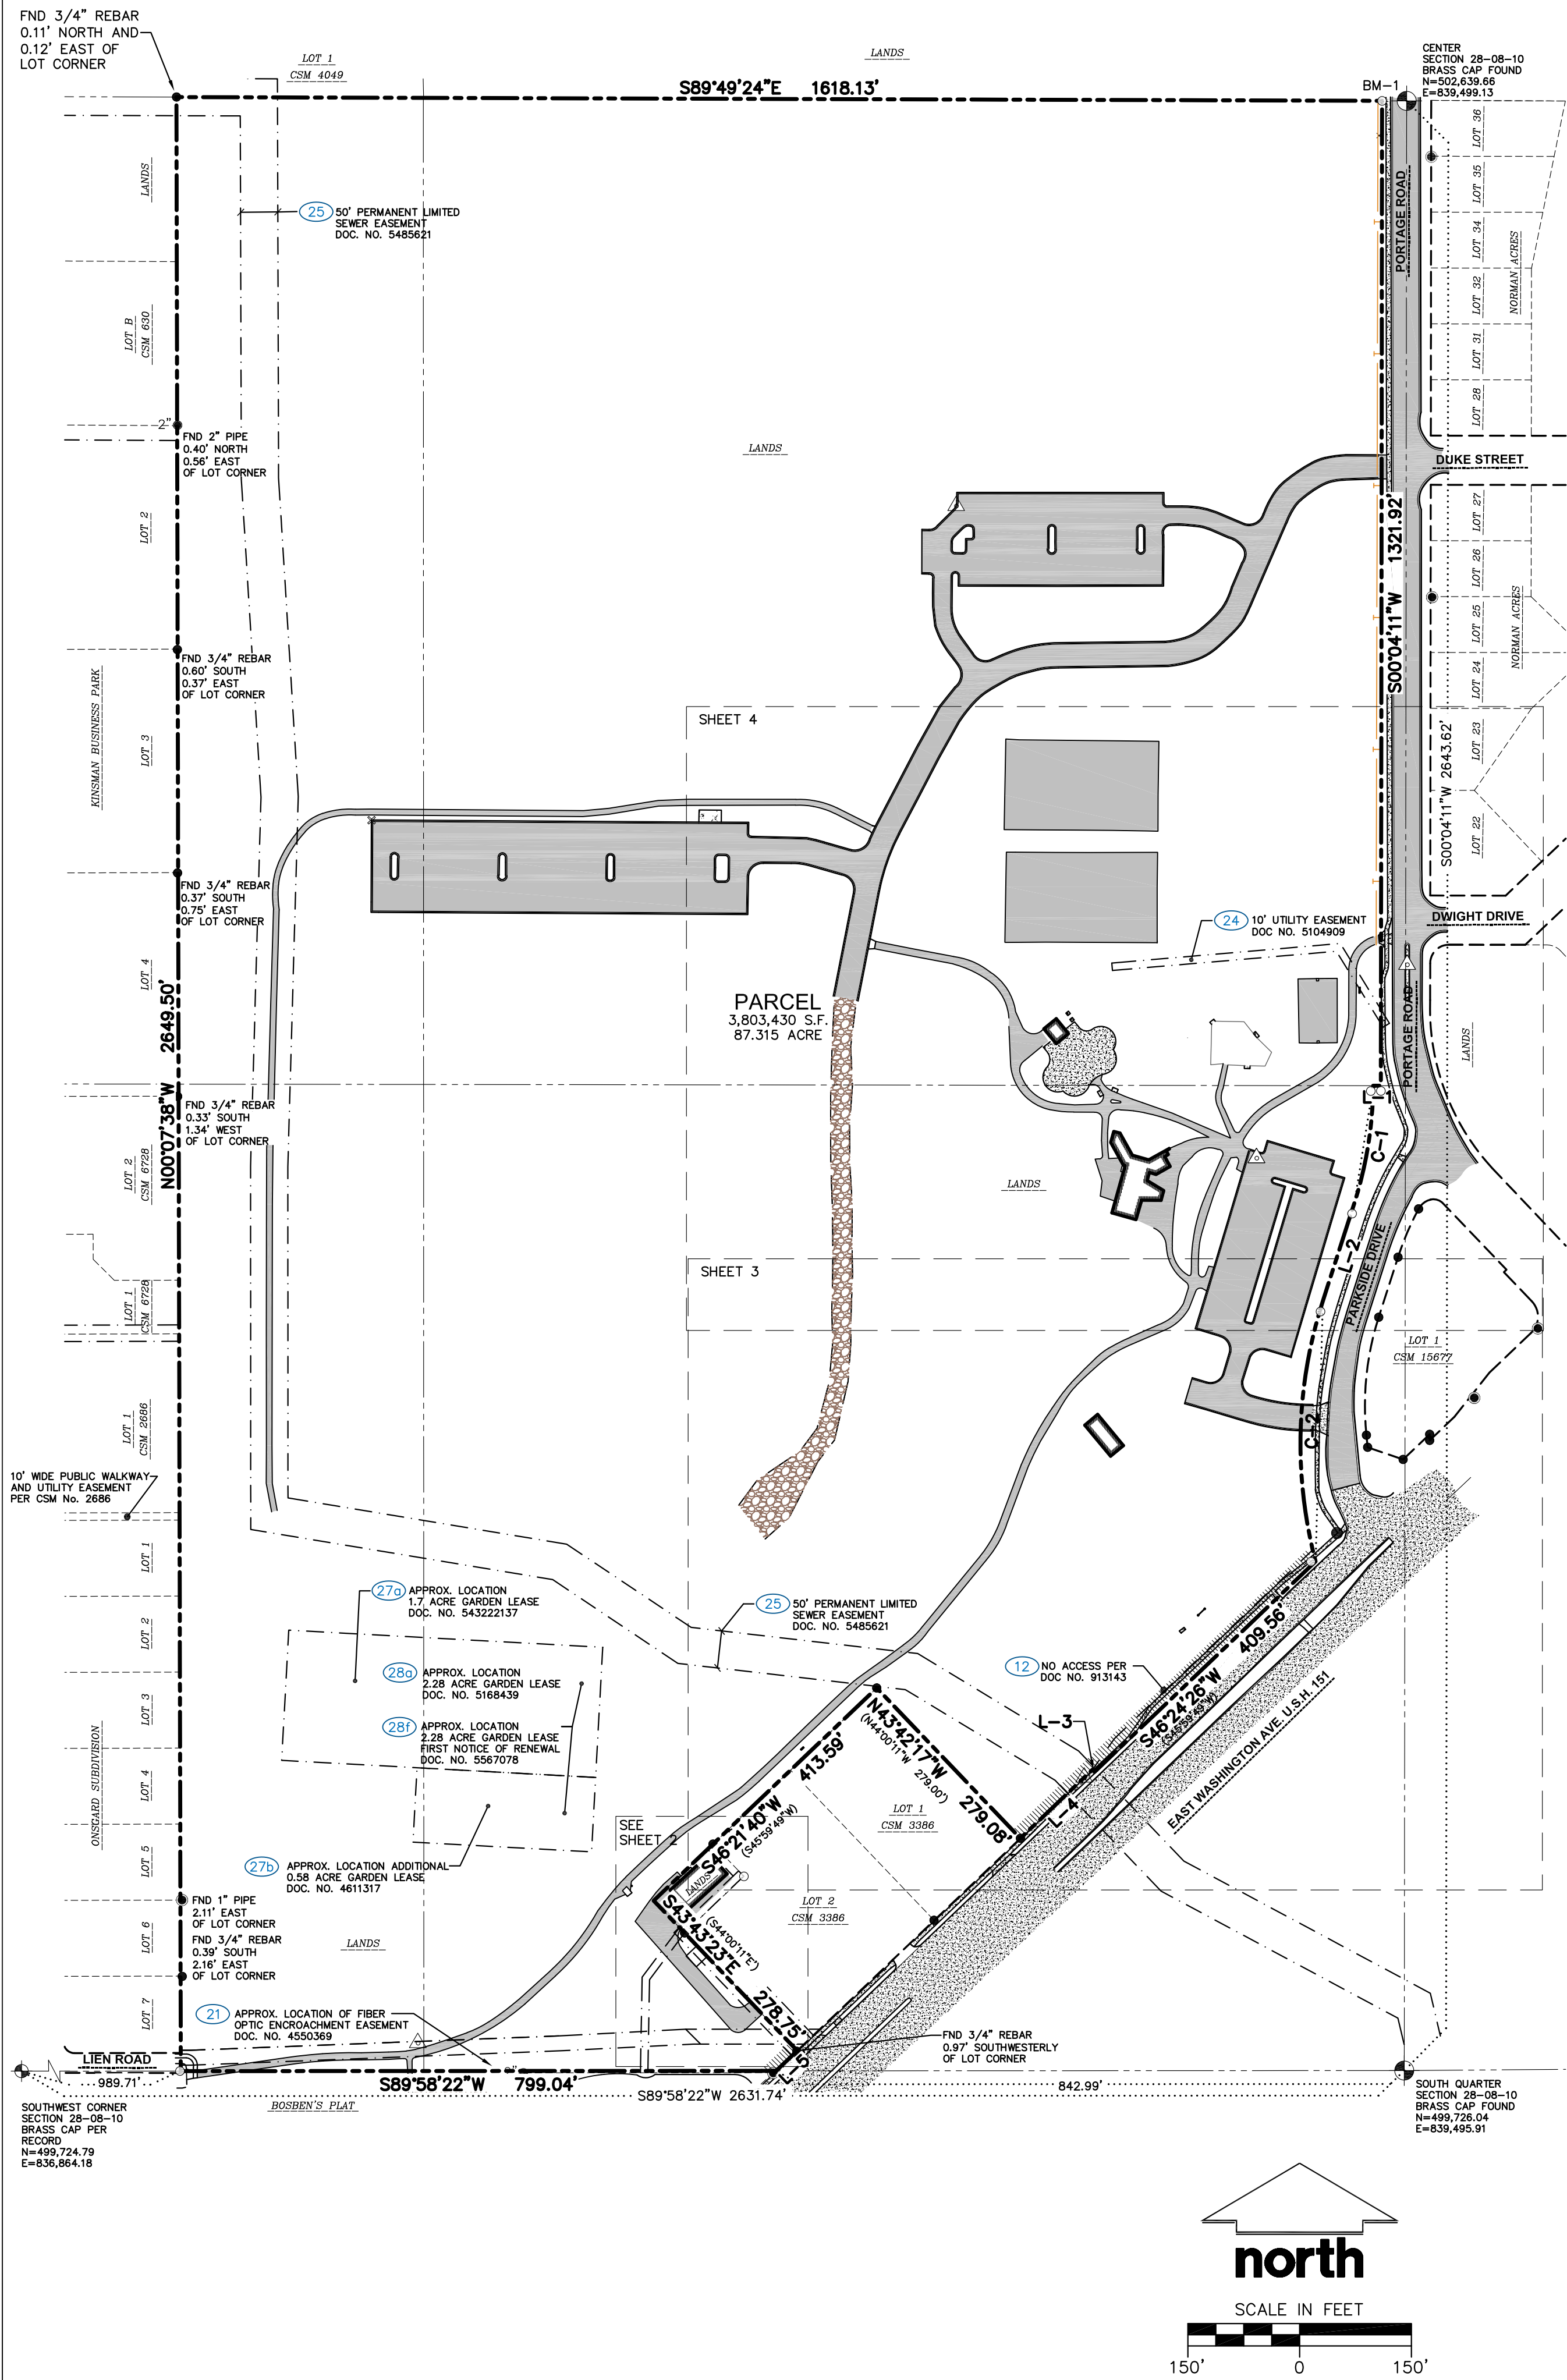 FND 3/4" REBAR
0.11' NORTH AND
0.12' EAST OF
LOT CORNER
LOT 1
CSM 4049
LANDS
S89°49'24"E 1618.13'
BM-1
CENTER
SECTION 28-08-10
BRASS CAP FOUND
N=502,639.66
E=839,499.13
LANDS
25
50' PERMANENT LIMITED
SEWER EASEMENT
DOC. NO. 5485621
PORTAGE ROAD
LOT 36
LOT 35
LOT 34
LOT 32
LOT 31
LOT 28
NORMAN ACRES
LOT B
CSM 630
2"
FND 2" PIPE
0.40' NORTH
0.56' EAST
OF LOT CORNER
LANDS
DUKE STREET
LOT 2
S00°04'11"W 1321.92'
LOT 27
LOT 26
LOT 25
LOT 24
LOT 23
LOT 22
NORMAN ACRES
S00°04'11"W 2643.62'
FND 3/4" REBAR
0.60' SOUTH
0.37' EAST
OF LOT CORNER
KINSMAN BUSINESS PARK
LOT 3
SHEET 4
FND 3/4" REBAR
0.37' SOUTH
0.75' EAST
OF LOT CORNER
24
10' UTILITY EASEMENT
DOC NO. 5104909
DWIGHT DRIVE
LOT 4
N00°07'38"W 2649.50'
PARCEL
3,803,430 S.F.
87.315 ACRE
PORTAGE ROAD
LANDS
FND 3/4" REBAR
0.33' SOUTH
1.34' WEST
OF LOT CORNER
L-1
C-1
LOT 2
CSM 6728
LANDS
L-2
PARKSIDE DRIVE
SHEET 3
LOT 1
CSM 6728
LOT 1
CSM 15677
LOT 1
CSM 2686
C-2
10' WIDE PUBLIC WALKWAY
AND UTILITY EASEMENT
PER CSM No. 2686
LOT 1
LOT 2
LOT 3
LOT 4
LOT 5
LOT 6
LOT 7
ONSGARD SUBDIVISION
27a
APPROX. LOCATION
1.7 ACRE GARDEN LEASE
DOC. NO. 543222137
25
50' PERMANENT LIMITED
SEWER EASEMENT
DOC. NO. 5485621
28a
APPROX. LOCATION
2.28 ACRE GARDEN LEASE
DOC. NO. 5168439
28f
APPROX. LOCATION
2.28 ACRE GARDEN LEASE
FIRST NOTICE OF RENEWAL
DOC. NO. 5567078
12
NO ACCESS PER
DOC NO. 913143
S46°24'26"W 409.56'
(S45°59'49"W)
EAST WASHINGTON AVE. U.S.H. 151
L-3
L-4
N43°42'17"W 279.08'
(N44°00'11"W 279.00')
S46°21'40"W 413.59'
(S45°59'49"W)
LOT 1
CSM 3386
SEE
SHEET 2
27b
APPROX. LOCATION ADDITIONAL
0.58 ACRE GARDEN LEASE
DOC. NO. 4611317
LANDS
LOT 2
CSM 3386
S43°43'23"E 278.75'
(S44°00'11"E)
FND 1" PIPE
2.11' EAST
OF LOT CORNER
FND 3/4" REBAR
0.39' SOUTH
2.16' EAST
OF LOT CORNER
LANDS
21
APPROX. LOCATION OF FIBER
OPTIC ENCROACHMENT EASEMENT
DOC. NO. 4550369
FND 3/4" REBAR
0.97' SOUTHWESTERLY
OF LOT CORNER
L-5
LIEN ROAD
989.71'
S89°58'22"W 799.04'
S89°58'22"W 2631.74'
842.99'
BOSBEN'S PLAT
SOUTHWEST CORNER
SECTION 28-08-10
BRASS CAP PER
RECORD
N=499,724.79
E=836,864.18
SOUTH QUARTER
SECTION 28-08-10
BRASS CAP FOUND
N=499,726.04
E=839,495.91
north
SCALE IN FEET
150' 0 150'